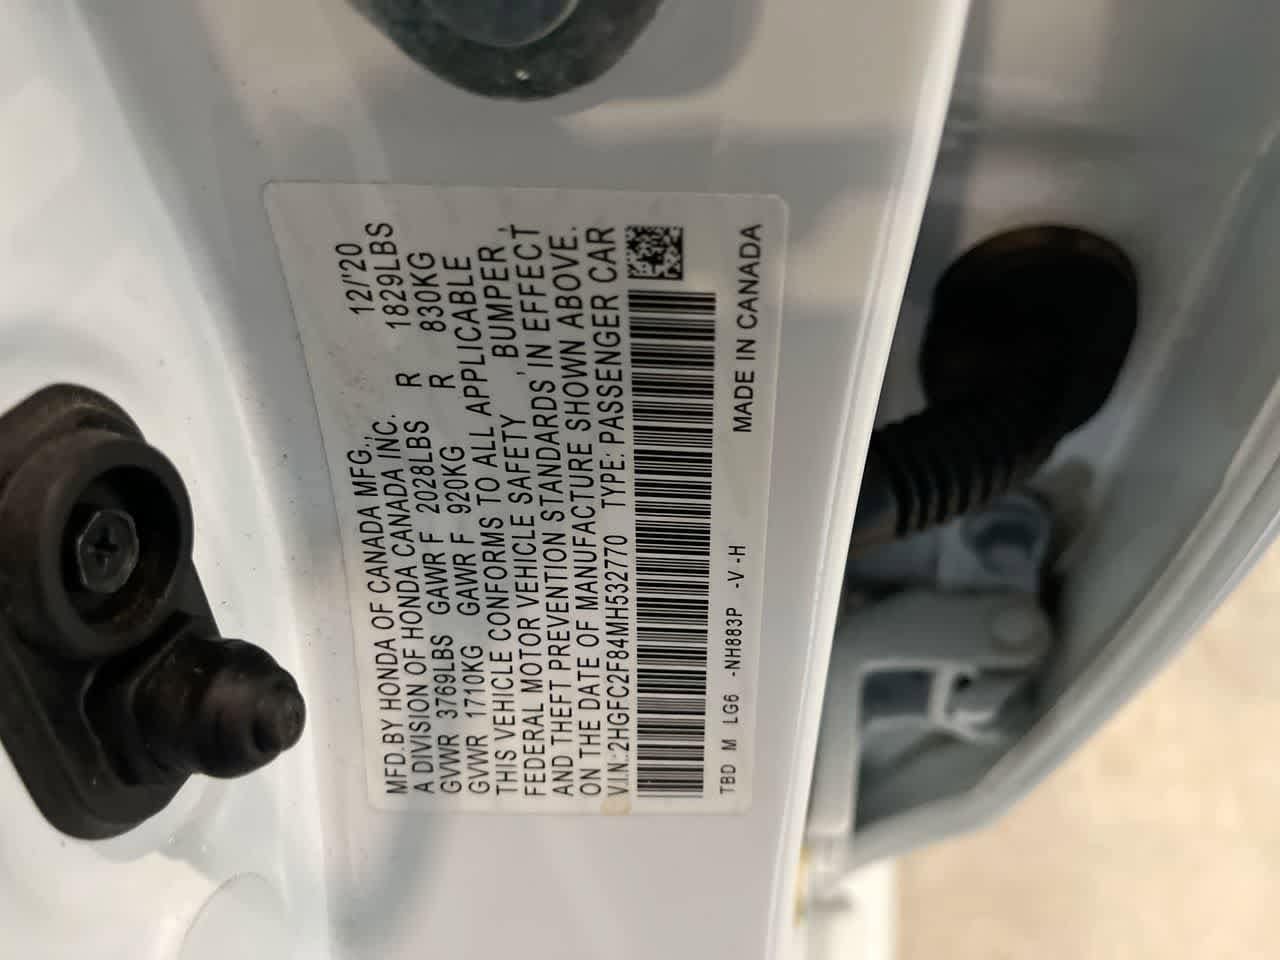 MFD.BY HONDA OF CANADA MFG., 12/'20
A DIVISION OF HONDA CANADA INC.
GVWR 3769LBS GAWR F 2028LBS R 1829LBS
GVWR 1710KG GAWR F 920KG R 830KG
THIS VEHICLE CONFORMS TO ALL APPLICABLE
FEDERAL MOTOR VEHICLE SAFETY, BUMPER,
AND THEFT PREVENTION STANDARDS IN EFFECT
ON THE DATE OF MANUFACTURE SHOWN ABOVE.
V.I.N.:2HGFC2F84MH532770 TYPE:PASSENGER CAR
TBD M LG6 -NH883P -V-H MADE IN CANADA